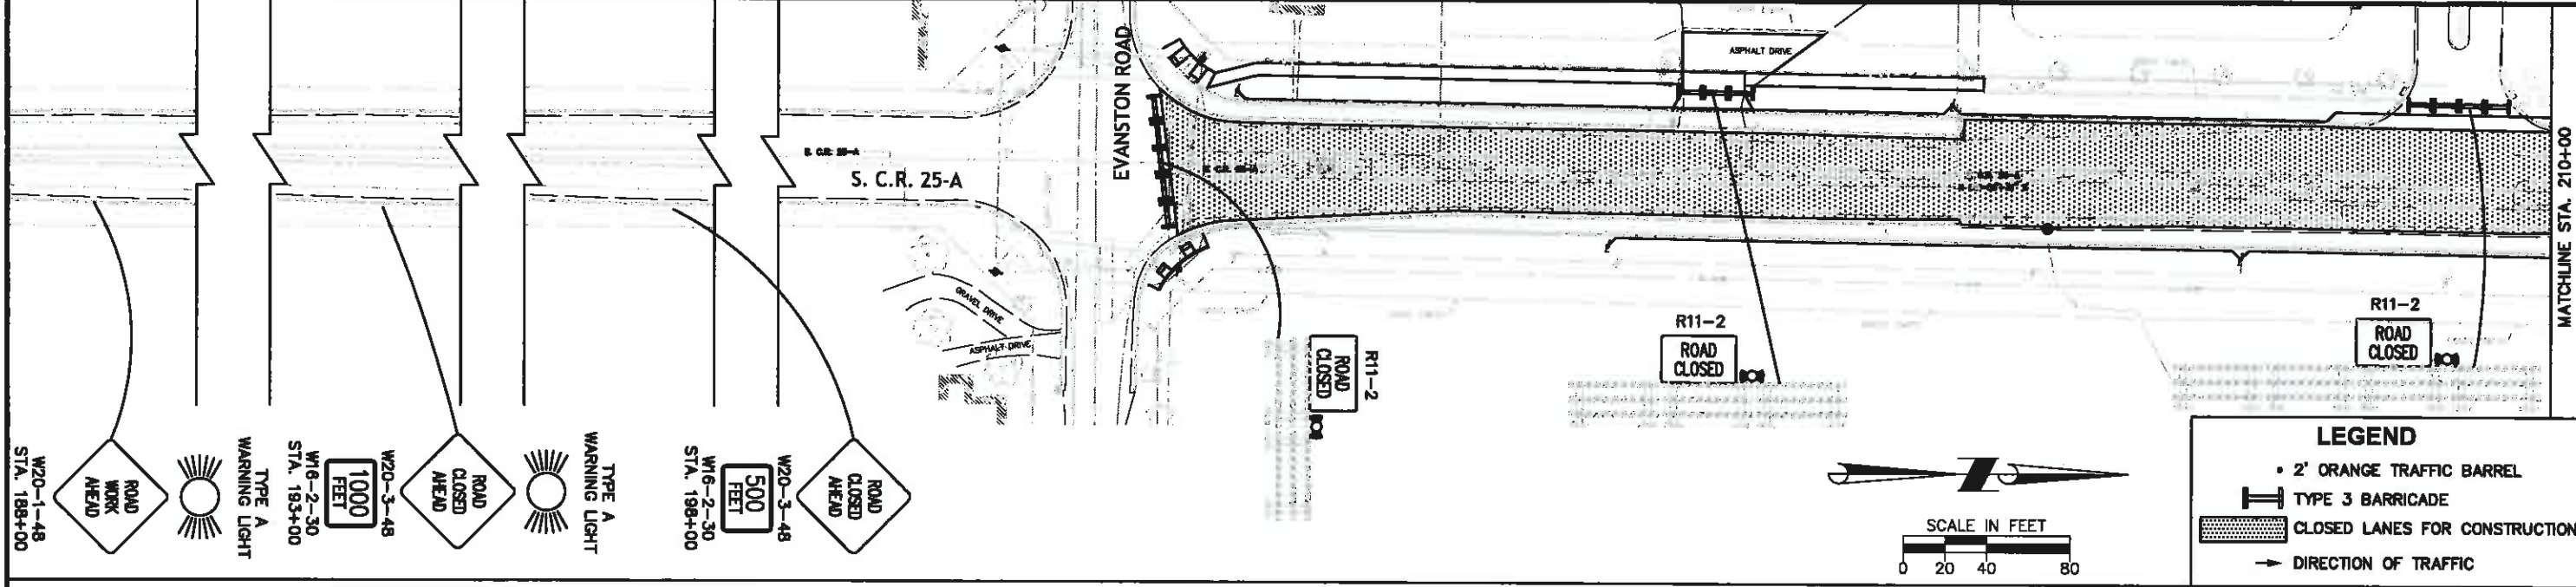 EVANSTON ROAD
ASPHALT DRIVE
S. C.R. 25-A
S. C.R. 25-A
GRAVEL DRIVE
ASPHALT DRIVE
MATCHLINE STA. 210+00
R11-2
ROAD
CLOSED
R11-2
ROAD
CLOSED
R11-2
ROAD
CLOSED
ROAD
WORK
AHEAD
W20-1-48
STA. 188+00
TYPE A
WARNING LIGHT
ROAD
CLOSED
AHEAD
W20-3-48
1000
FEET
W16-2-30
STA. 193+00
TYPE A
WARNING LIGHT
ROAD
CLOSED
AHEAD
W20-3-48
500
FEET
W16-2-30
STA. 198+00
SCALE IN FEET
0 20 40 80
LEGEND
2' ORANGE TRAFFIC BARREL
TYPE 3 BARRICADE
CLOSED LANES FOR CONSTRUCTION
DIRECTION OF TRAFFIC